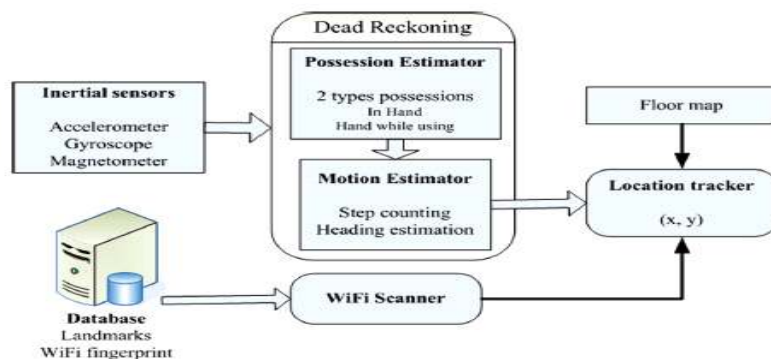 Dead Reckoning
Possession Estimator
2 types possessions
In Hand
Hand while using
Inertial sensors
Accelerometer
Gyroscope
Magnetometer
Motion Estimator
Step counting
Heading estimation
Floor map
Location tracker
(x, y)
WiFi Scanner
Database
Landmarks
WiFi fingerprint